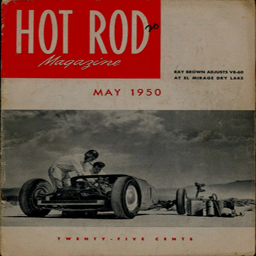 HOT ROD
Magazine
RAY BROWN ADJUSTS V8-60
AT EL MIRAGE DRY LAKE
MAY 1950
TWENTY-FIVE CENTS